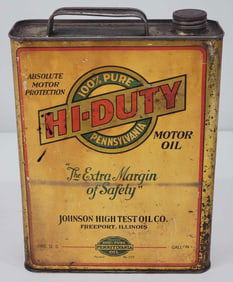 100% PURE
ABSOLUTE
MOTOR
PROTECTION
HI-DUTY
PENNSYLVANIA
MOTOR
OIL
"The Extra Margin
of Safety"
JOHNSON HIGH TEST OIL CO.
FREEPORT, ILLINOIS
PENNSYLVANIA